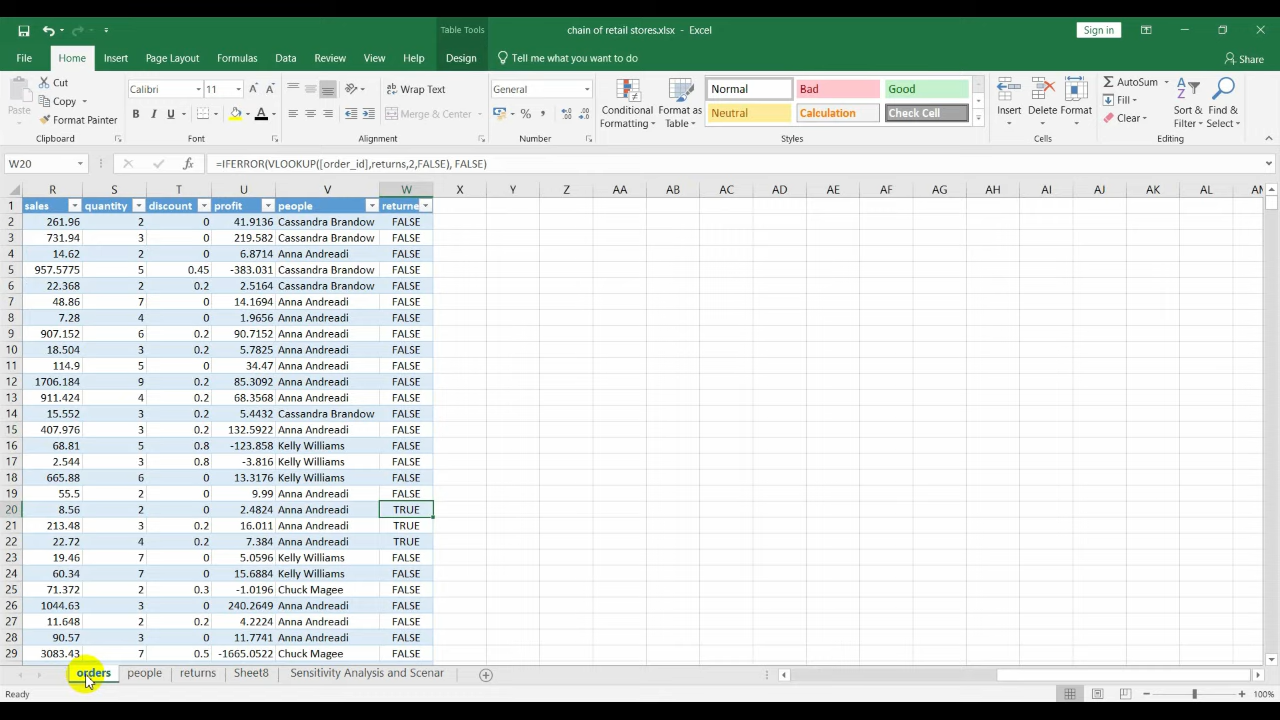 Table Tools
chain of retail stores.xlsx - Excel
Sign in
File Home Insert Page Layout Formulas Data Review View Help Design Tell me what you want to do Share
Paste
Cut
Copy
Format Painter
Clipboard
Calibri 11
B I U A
Font
Wrap Text
Merge & Center
Alignment
General
$ % ,
Number
Conditional Formatting
Format as Table
Normal Bad Good
Neutral Calculation Check Cell
Styles
Insert Delete Format
Cells
AutoSum
Fill
Clear
Sort & Filter
Find & Select
Editing
W20 fx =IFERROR(VLOOKUP([order_id],returns,2,FALSE), FALSE)
R S T U V W X Y Z AA AB AC AD AE AF AG AH AI AJ AK AL AM
1 sales quantity discount profit people returne
2 261.96 2 0 41.9136 Cassandra Brandow FALSE
3 731.94 3 0 219.582 Cassandra Brandow FALSE
4 14.62 2 0 6.8714 Anna Andreadi FALSE
5 957.5775 5 0.45 -383.031 Cassandra Brandow FALSE
6 22.368 2 0.2 2.5164 Cassandra Brandow FALSE
7 48.86 7 0 14.1694 Anna Andreadi FALSE
8 7.28 4 0 1.9656 Anna Andreadi FALSE
9 907.152 6 0.2 90.7152 Anna Andreadi FALSE
10 18.504 3 0.2 5.7825 Anna Andreadi FALSE
11 114.9 5 0 34.47 Anna Andreadi FALSE
12 1706.184 9 0.2 85.3092 Anna Andreadi FALSE
13 911.424 4 0.2 68.3568 Anna Andreadi FALSE
14 15.552 3 0.2 5.4432 Cassandra Brandow FALSE
15 407.976 3 0.2 132.5922 Anna Andreadi FALSE
16 68.81 5 0.8 -123.858 Kelly Williams FALSE
17 2.544 3 0.8 -3.816 Kelly Williams FALSE
18 665.88 6 0 13.3176 Kelly Williams FALSE
19 55.5 2 0 9.99 Anna Andreadi FALSE
20 8.56 2 0 2.4824 Anna Andreadi TRUE
21 213.48 3 0.2 16.011 Anna Andreadi TRUE
22 22.72 4 0.2 7.384 Anna Andreadi TRUE
23 19.46 7 0 5.0596 Kelly Williams FALSE
24 60.34 7 0 15.6884 Kelly Williams FALSE
25 71.372 2 0.3 -1.0196 Chuck Magee FALSE
26 1044.63 3 0 240.2649 Anna Andreadi FALSE
27 11.648 2 0.2 4.2224 Anna Andreadi FALSE
28 90.57 3 0 11.7741 Anna Andreadi FALSE
29 3083.43 7 0.5 -1665.0522 Chuck Magee FALSE
orders people returns Sheet8 Sensitivity Analysis and Scenar
Ready 100%